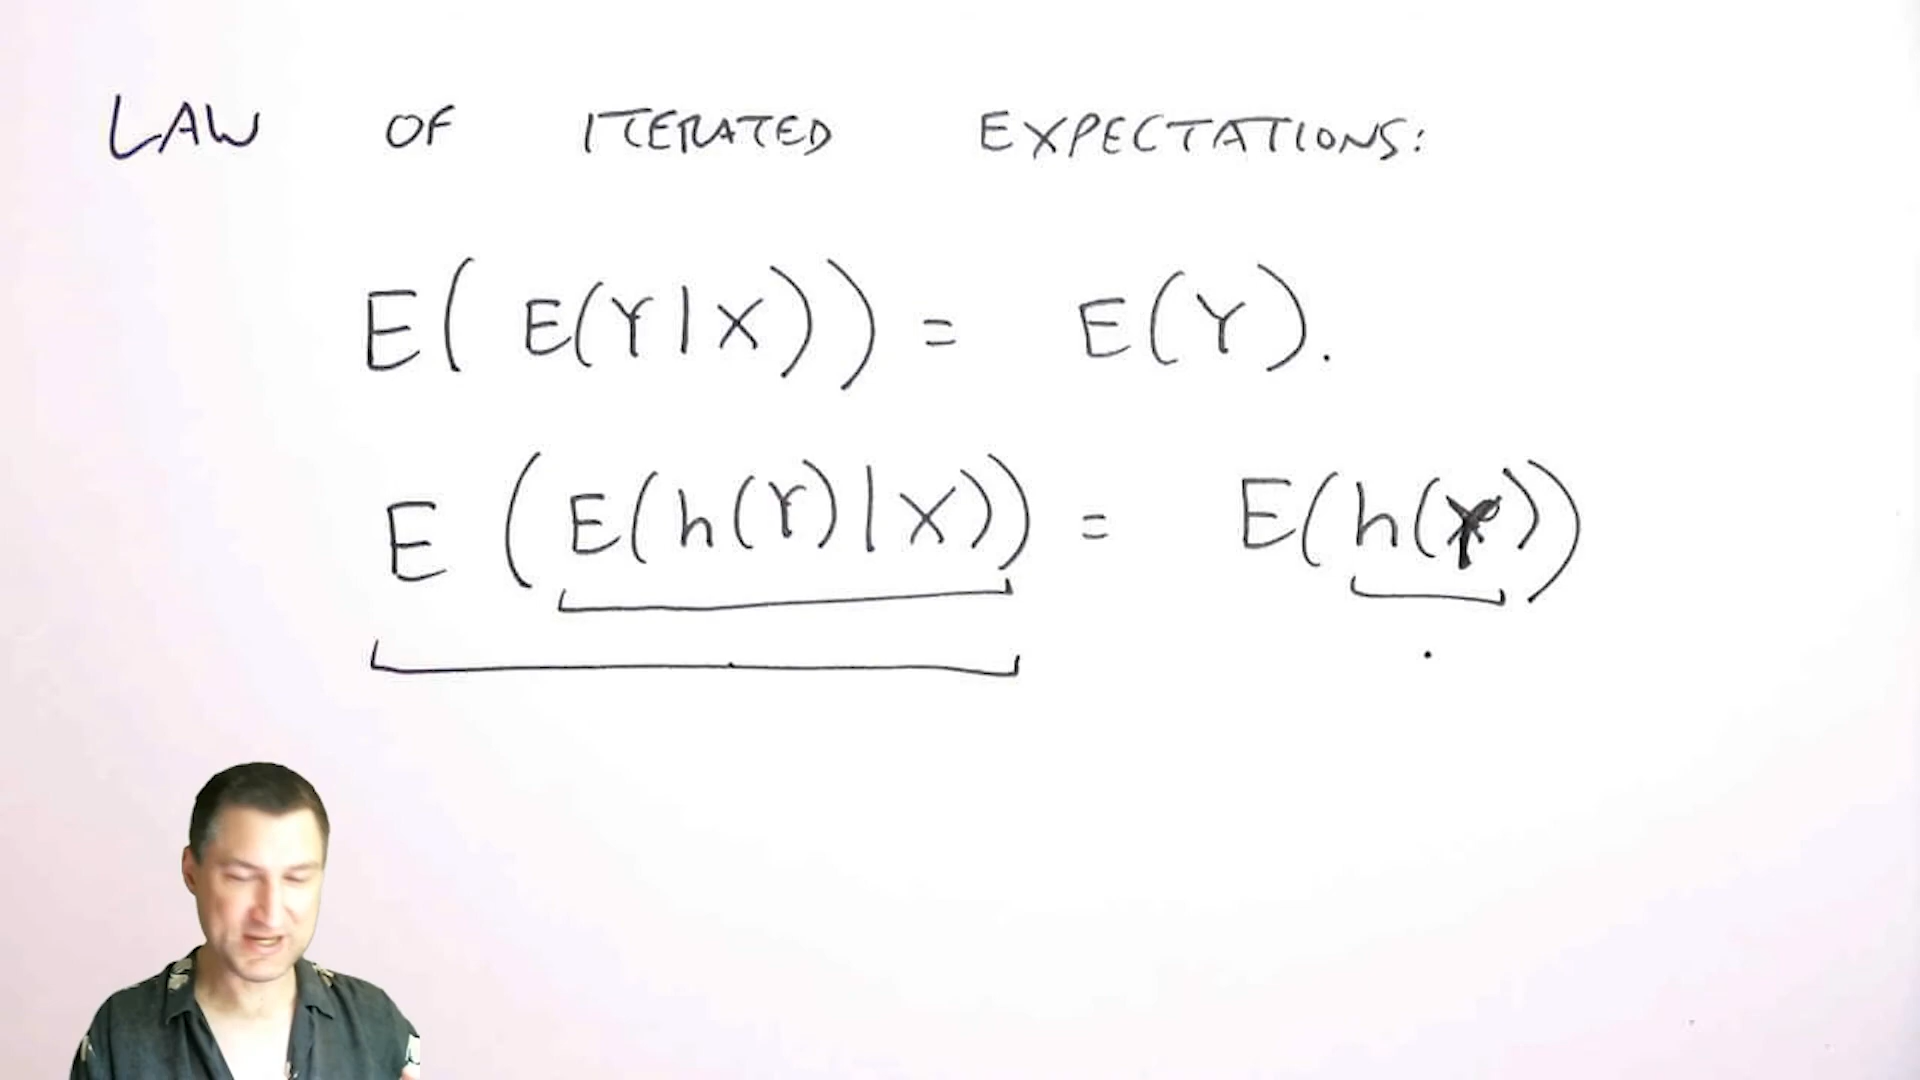 LAW OF ITERATED EXPECTATIONS:
E( E(Y|X)) = E(Y).
E (E(h(Y)|X)) = E(h(Y))